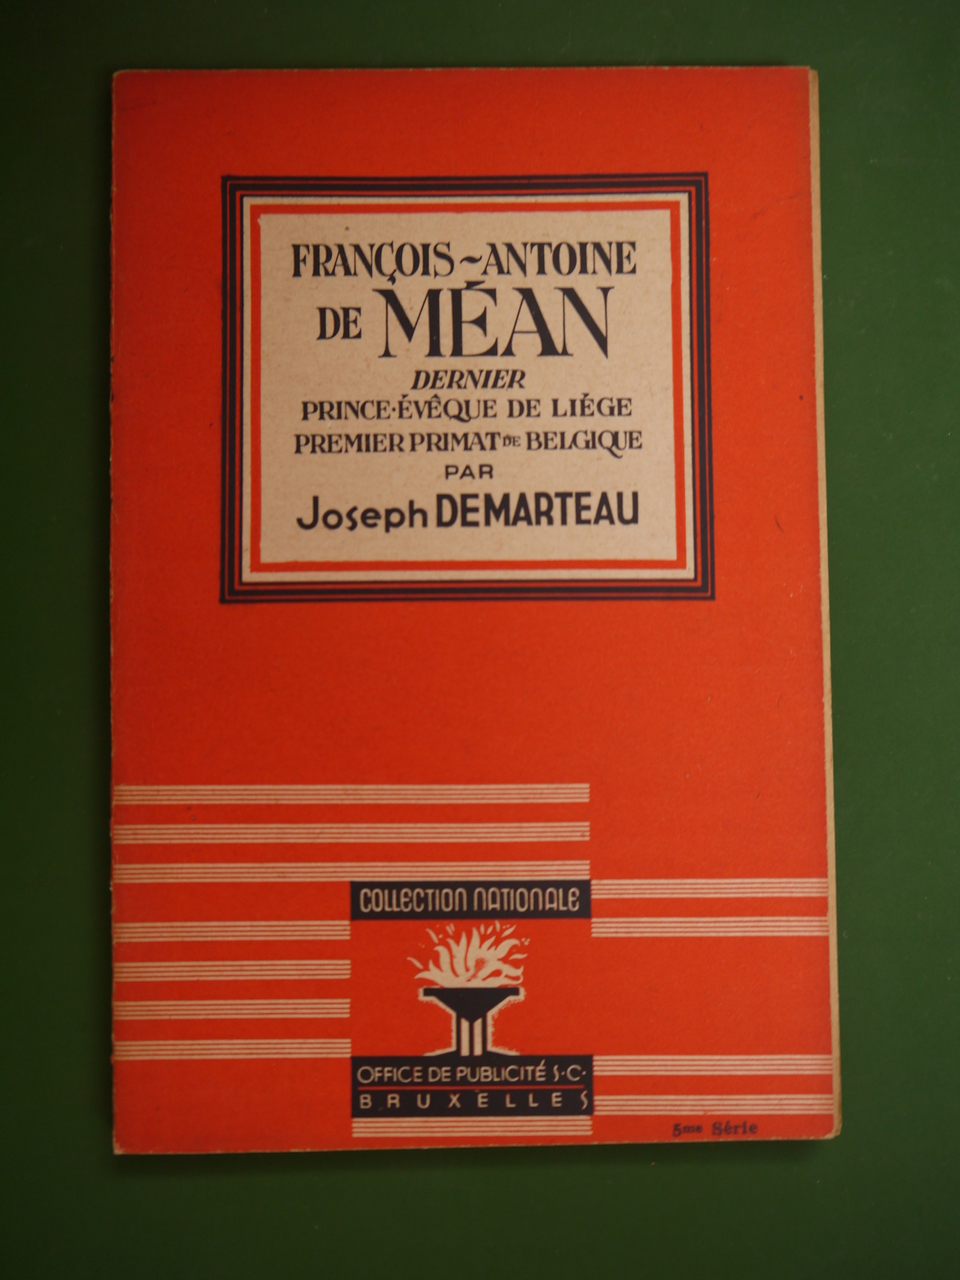 FRANÇOIS~ANTOINE
DE MÉAN
DERNIER
PRINCE·ÉVÊQUE DE LIÉGE
PREMIER PRIMAT DE BELGIQUE
PAR
Joseph DEMARTEAU
COLLECTION NATIONALE
OFFICE DE PUBLICITÉ S·C·
BRUXELLES
5me Série